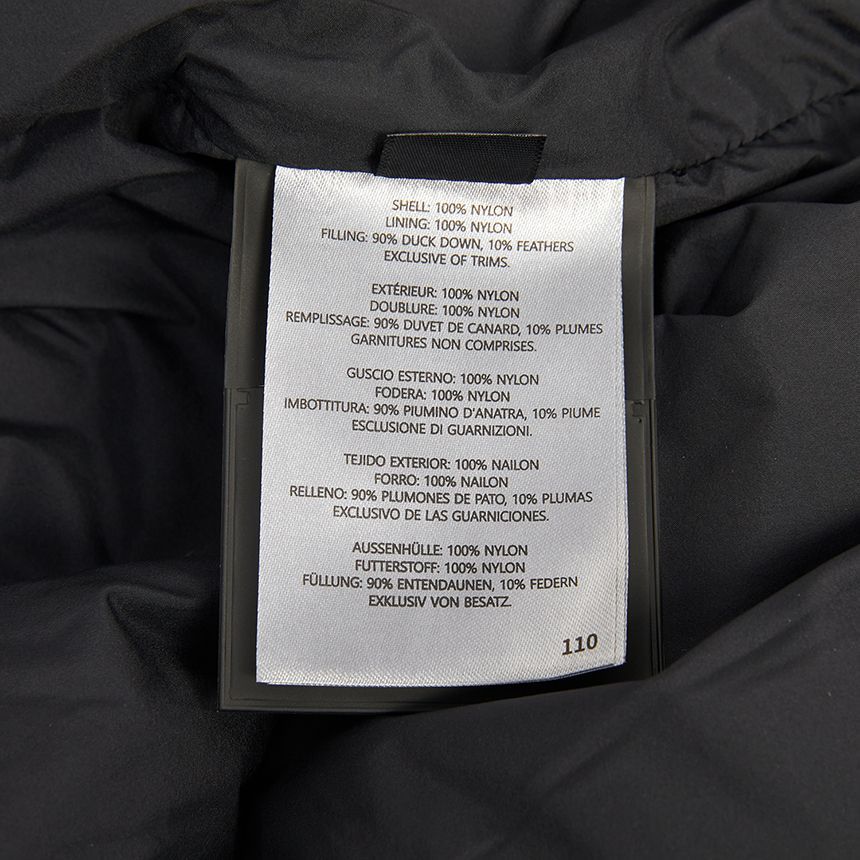 SHELL: 100% NYLON
LINING: 100% NYLON
FILLING: 90% DUCK DOWN, 10% FEATHERS
EXCLUSIVE OF TRIMS.
EXTÉRIEUR: 100% NYLON
DOUBLURE: 100% NYLON
REMPLISSAGE: 90% DUVET DE CANARD, 10% PLUMES
GARNITURES NON COMPRISES.
GUSCIO ESTERNO: 100% NYLON
FODERA: 100% NYLON
IMBOTTITURA: 90% PIUMINO D'ANATRA, 10% PIUME
ESCLUSIONE DI GUARNIZIONI.
TEJIDO EXTERIOR: 100% NAILON
FORRO: 100% NAILON
RELLENO: 90% PLUMONES DE PATO, 10% PLUMAS
EXCLUSIVO DE LAS GUARNICIONES.
AUSSENHÜLLE: 100% NYLON
FUTTERSTOFF: 100% NYLON
FÜLLUNG: 90% ENTENDAUNEN, 10% FEDERN
EXKLUSIV VON BESATZ.
110